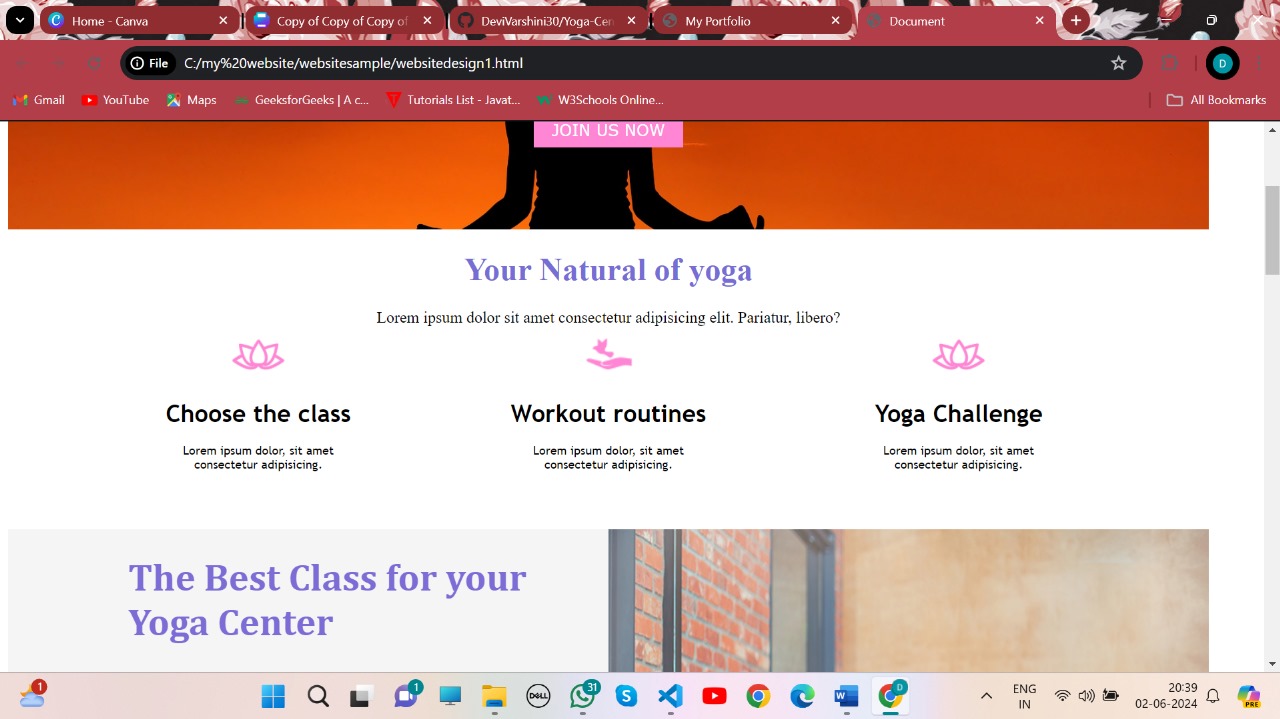 Home - Canva
Copy of Copy of Copy of
DeviVarshini30/Yoga-Cen
My Portfolio
Document
File
C:/my%20website/websitesample/websitedesign1.html
D
Gmail
YouTube
Maps
GeeksforGeeks | A c...
Tutorials List - Javat...
W3Schools Online...
All Bookmarks
JOIN US NOW
Your Natural of yoga
Lorem ipsum dolor sit amet consectetur adipisicing elit. Pariatur, libero?
Choose the class
Workout routines
Yoga Challenge
Lorem ipsum dolor, sit amet
consectetur adipisicing.
Lorem ipsum dolor, sit amet
consectetur adipisicing.
Lorem ipsum dolor, sit amet
consectetur adipisicing.
The Best Class for your
Yoga Center
1
1
DELL
31
D
ENG
IN
20:39
02-06-2024
PRE